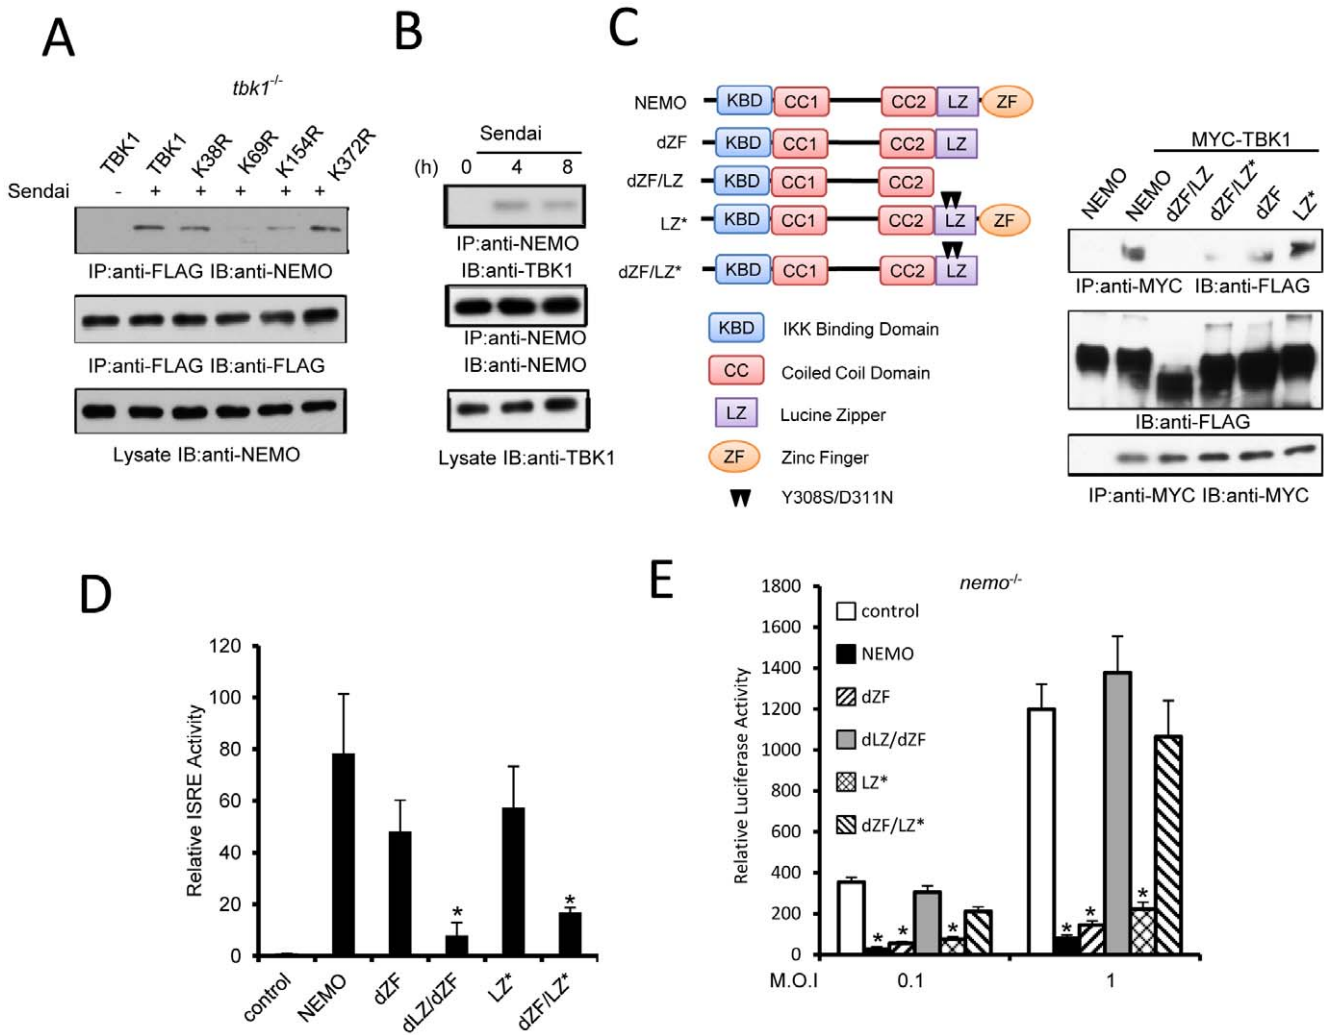 A
tbk1-/-
TBK1 TBK1 K38R K69R K154R K372R
Sendai - + + + + +
IP:anti-FLAG IB:anti-NEMO
IP:anti-FLAG IB:anti-FLAG
Lysate IB:anti-NEMO
B
Sendai
(h) 0 4 8
IP:anti-NEMO
IB:anti-TBK1
IP:anti-NEMO
IB:anti-NEMO
Lysate IB:anti-TBK1
C
NEMO KBD CC1 CC2 LZ ZF
dZF KBD CC1 CC2 LZ
dZF/LZ KBD CC1 CC2
LZ* KBD CC1 CC2 LZ ZF
dZF/LZ* KBD CC1 CC2 LZ
KBD IKK Binding Domain
CC Coiled Coil Domain
LZ Lucine Zipper
ZF Zinc Finger
Y308S/D311N
MYC-TBK1
NEMO NEMO dZF/LZ dZF/LZ* dZF LZ*
IP:anti-MYC IB:anti-FLAG
IB:anti-FLAG
IP:anti-MYC IB:anti-MYC
D
Relative ISRE Activity
120
100
80
60
40
20
0
* *
control NEMO dZF dLZ/dZF LZ* dZF/LZ*
E
nemo-/-
Relative Luciferase Activity
1800
1600
1400
1200
1000
800
600
400
200
0
control
NEMO
dZF
dLZ/dZF
LZ*
dZF/LZ*
* * * * * *
M.O.I 0.1 1